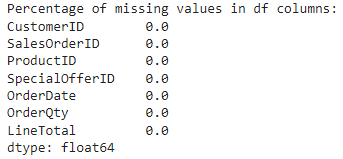 Percentage of missing values in df columns:
CustomerID 0.0
SalesOrderID 0.0
ProductID 0.0
SpecialOfferID 0.0
OrderDate 0.0
OrderQty 0.0
LineTotal 0.0
dtype: float64